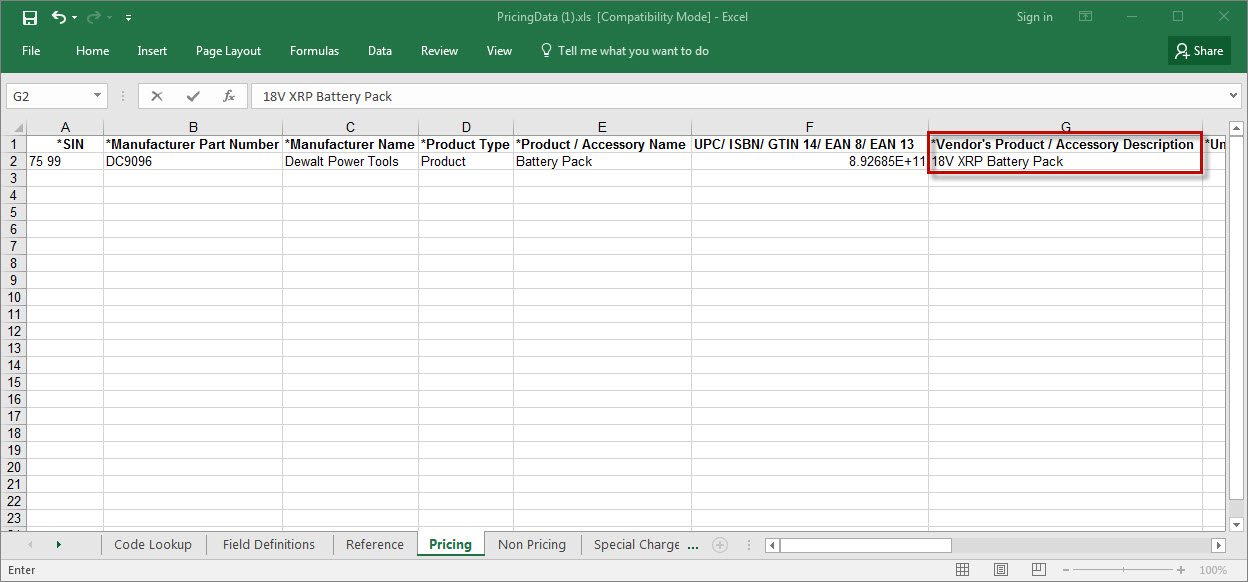 PricingData (1).xls [Compatibility Mode] - Excel Sign in
File Home Insert Page Layout Formulas Data Review View Tell me what you want to do Share
G2 fx 18V XRP Battery Pack
A B C D E F G
1 *SIN *Manufacturer Part Number *Manufacturer Name *Product Type *Product / Accessory Name UPC/ ISBN/ GTIN 14/ EAN 8/ EAN 13 *Vendor's Product / Accessory Description *Un
2 75 99 DC9096 Dewalt Power Tools Product Battery Pack 8.92685E+11 18V XRP Battery Pack
3
4
5
6
7
8
9
10
11
12
13
14
15
16
17
18
19
20
21
22
23
Code Lookup Field Definitions Reference Pricing Non Pricing Special Charge ...
Enter 100%